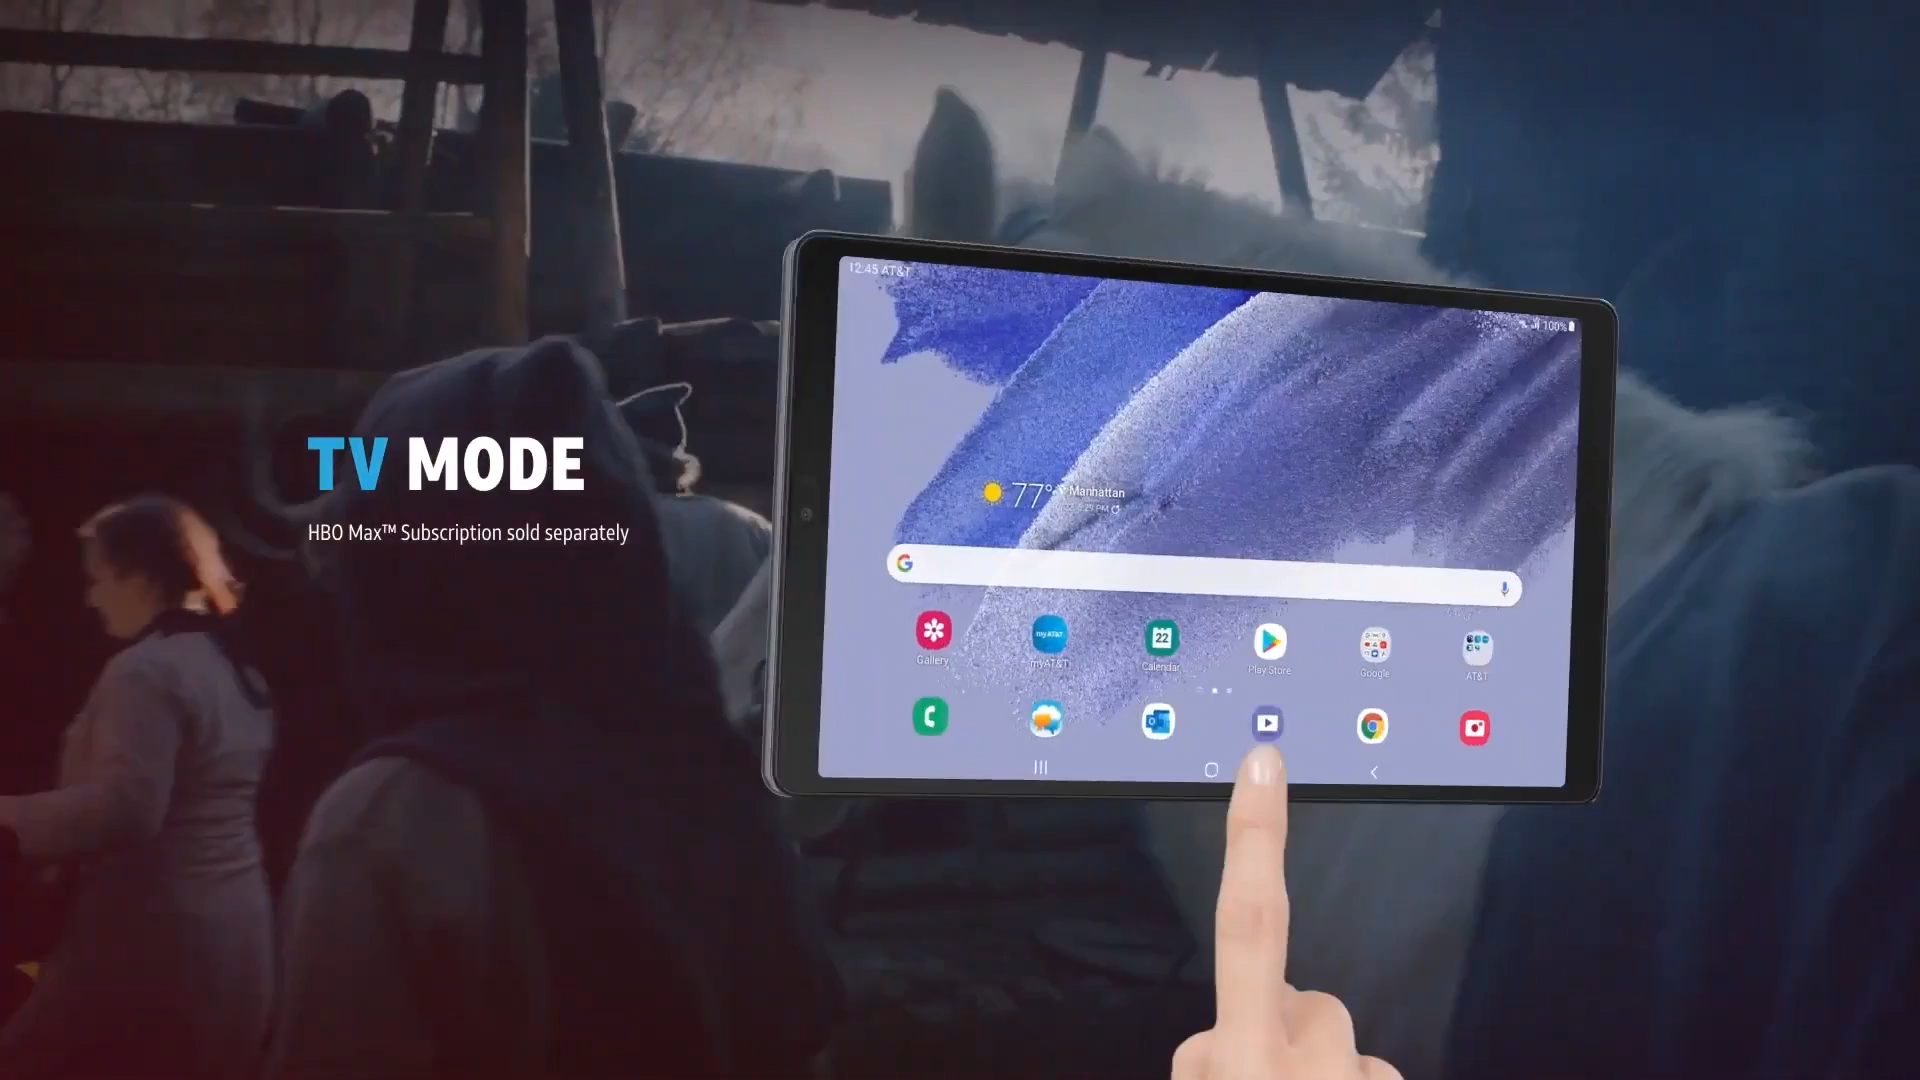 TV MODE
HBO Max™ Subscription sold separately
12:45 AT&T
100%
77°
Manhattan
G
Gallery
myAT&T
myAT&T
22
Calendar
Play Store
Google
AT&T